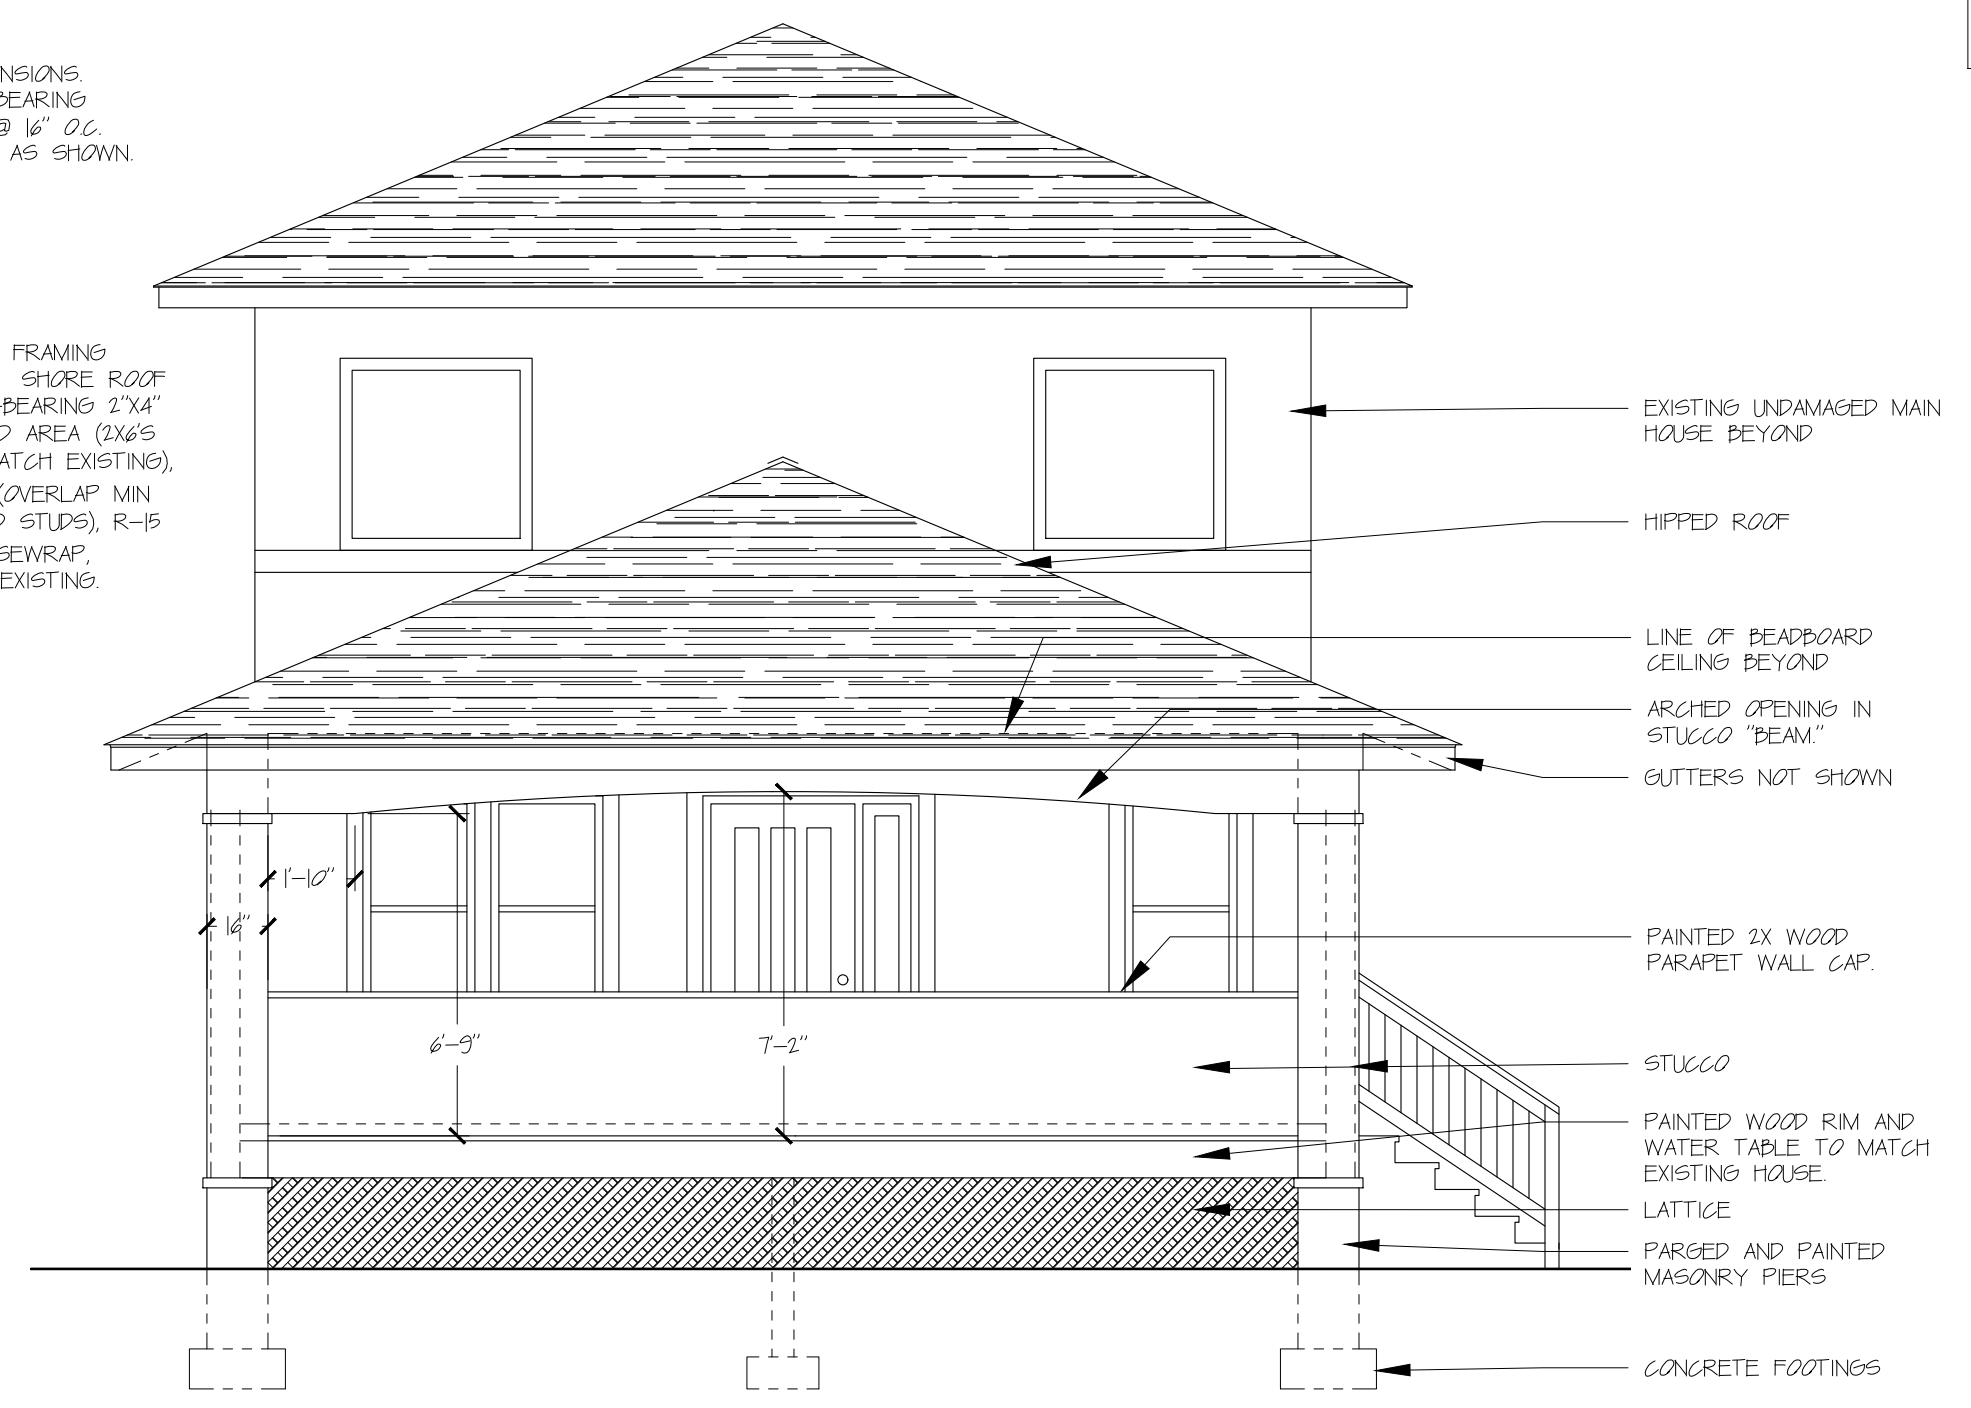 NSIONS.
BEARING
@ 16" O.C.
AS SHOWN.
FRAMING
SHORE ROOF
-BEARING 2"X4"
D AREA (2X6'S
ATCH EXISTING),
(OVERLAP MIN
D STUDS), R-15
SEWRAP,
EXISTING.
EXISTING UNDAMAGED MAIN
HOUSE BEYOND
HIPPED ROOF
LINE OF BEADBOARD
CEILING BEYOND
ARCHED OPENING IN
STUCCO "BEAM."
GUTTERS NOT SHOWN
1'-10"
16"
PAINTED 2X WOOD
PARAPET WALL CAP.
6'-9"
7'-2"
STUCCO
PAINTED WOOD RIM AND
WATER TABLE TO MATCH
EXISTING HOUSE.
LATTICE
PARGED AND PAINTED
MASONRY PIERS
CONCRETE FOOTINGS